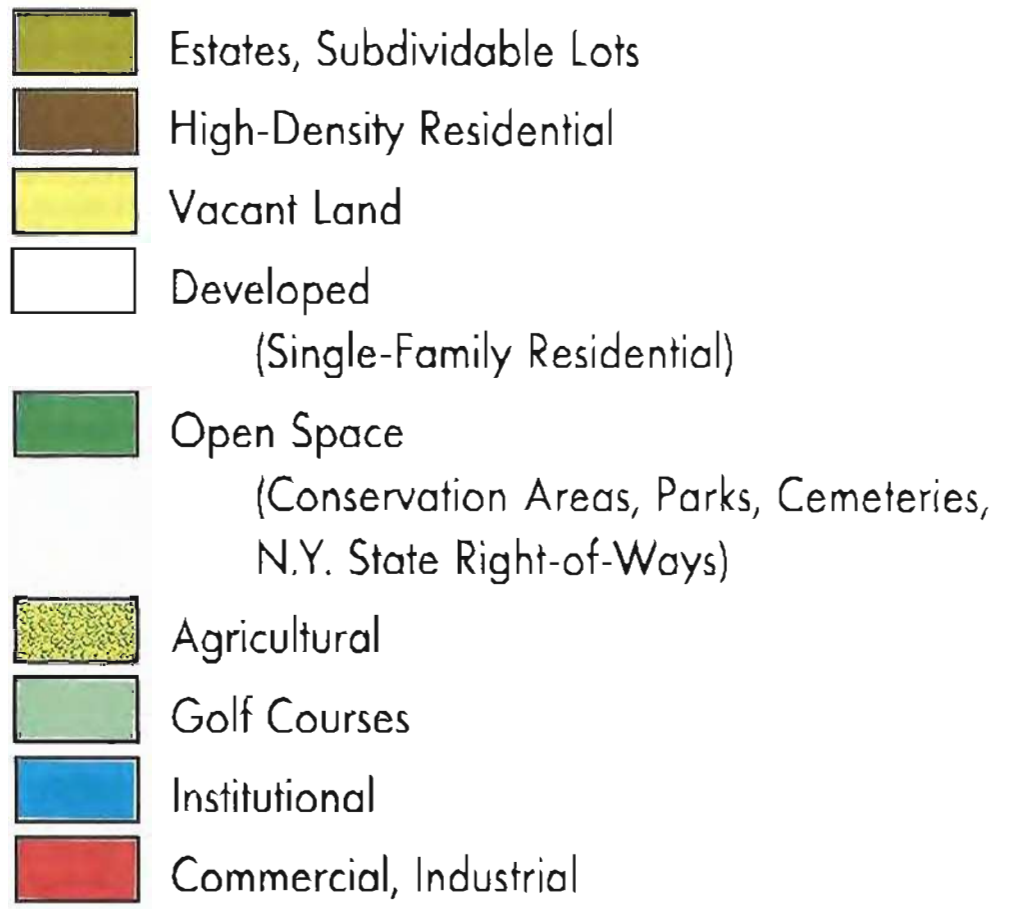 Estates, Subdividable Lots
High-Density Residential
Vacant Land
Developed
(Single-Family Residential)
Open Space
(Conservation Areas, Parks, Cemeteries,
N.Y. State Right-of-Ways)
Agricultural
Golf Courses
Institutional
Commercial, Industrial